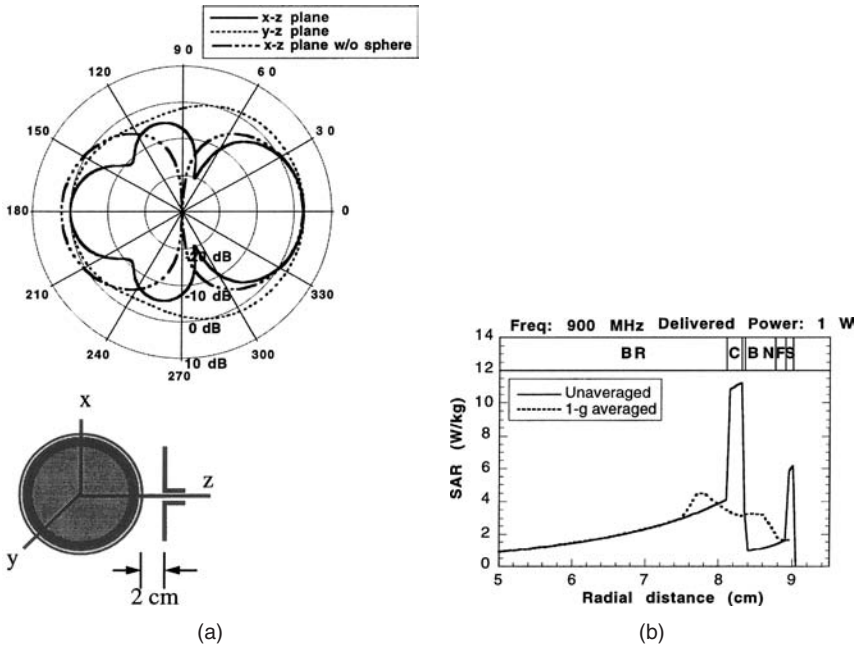 x-z plane
y-z plane
x-z plane w/o sphere
90
120
60
150
30
180
0
-20 dB
-10 dB
0 dB
10 dB
210
330
240
300
270
x
z
y
2 cm
(a)
Freq: 900 MHz Delivered Power: 1 W
BR C B N F S
Unaveraged
1-g averaged
SAR (W/kg)
14
12
10
8
6
4
2
0
5 6 7 8 9
Radial distance (cm)
(b)